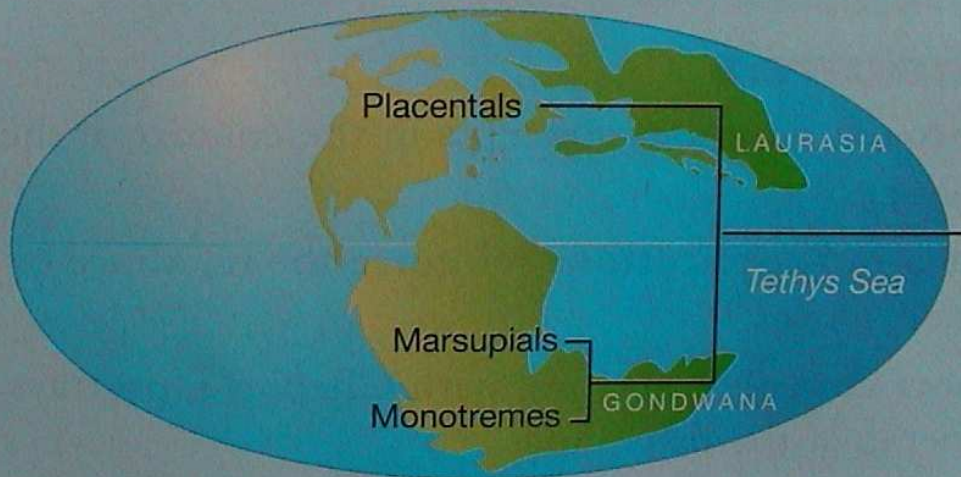 Placentals
LAURASIA
Tethys Sea
Marsupials
Monotremes
GONDWANA